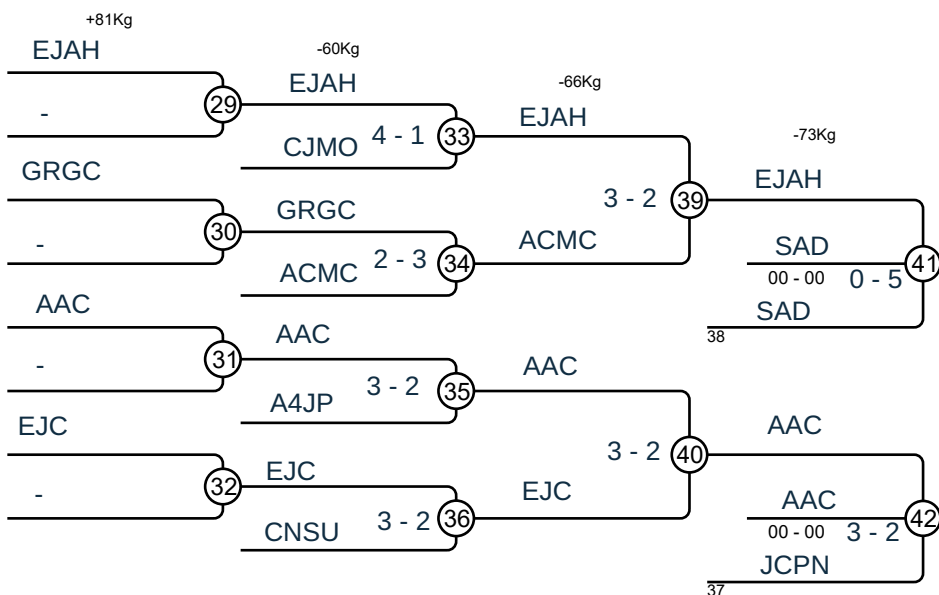 +81Kg
EJAH
-60Kg
29
EJAH
-66Kg
-
EJAH
CJMO 4 - 1 33
-73Kg
GRGC
EJAH
3 - 2 39
GRGC
30
-
ACMC
SAD
ACMC 2 - 3 34
41
00 - 00 0 - 5
AAC
SAD
38
AAC
31
-
AAC
3 - 2 35
A4JP
EJC
AAC
3 - 2 40
EJC
32
-
EJC
AAC
CNSU 3 - 2 36
42
00 - 00 3 - 2
JCPN
37